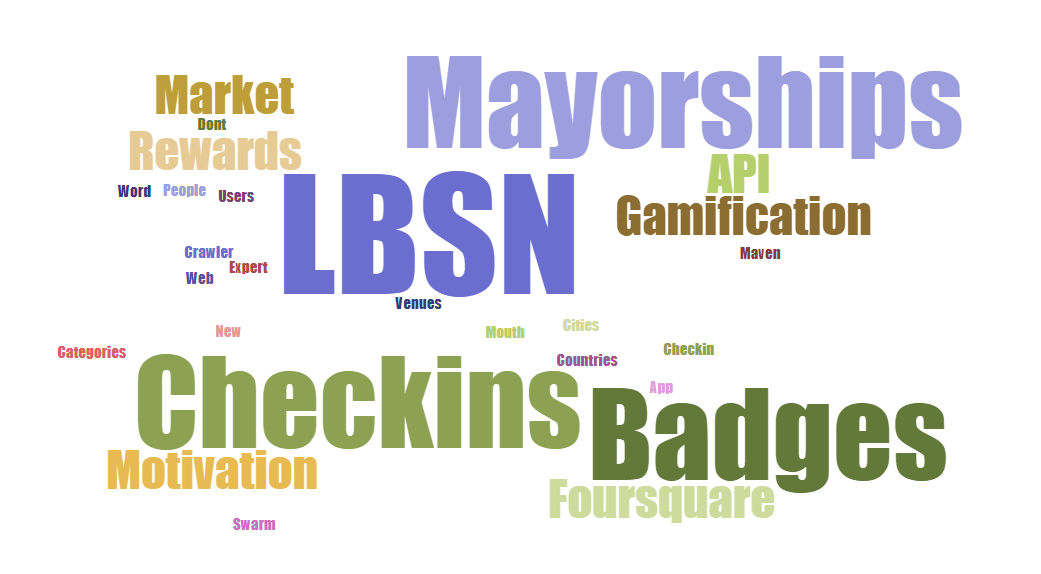 Mayorships
Market
Dont
Rewards
API
LBSN
Word
People
Users
Gamification
Crawler
Maven
Expert
Web
Venues
New
Mouth
Cities
Categories
Countries
Checkin
Checkins
App
Badges
Motivation
Foursquare
Swarm